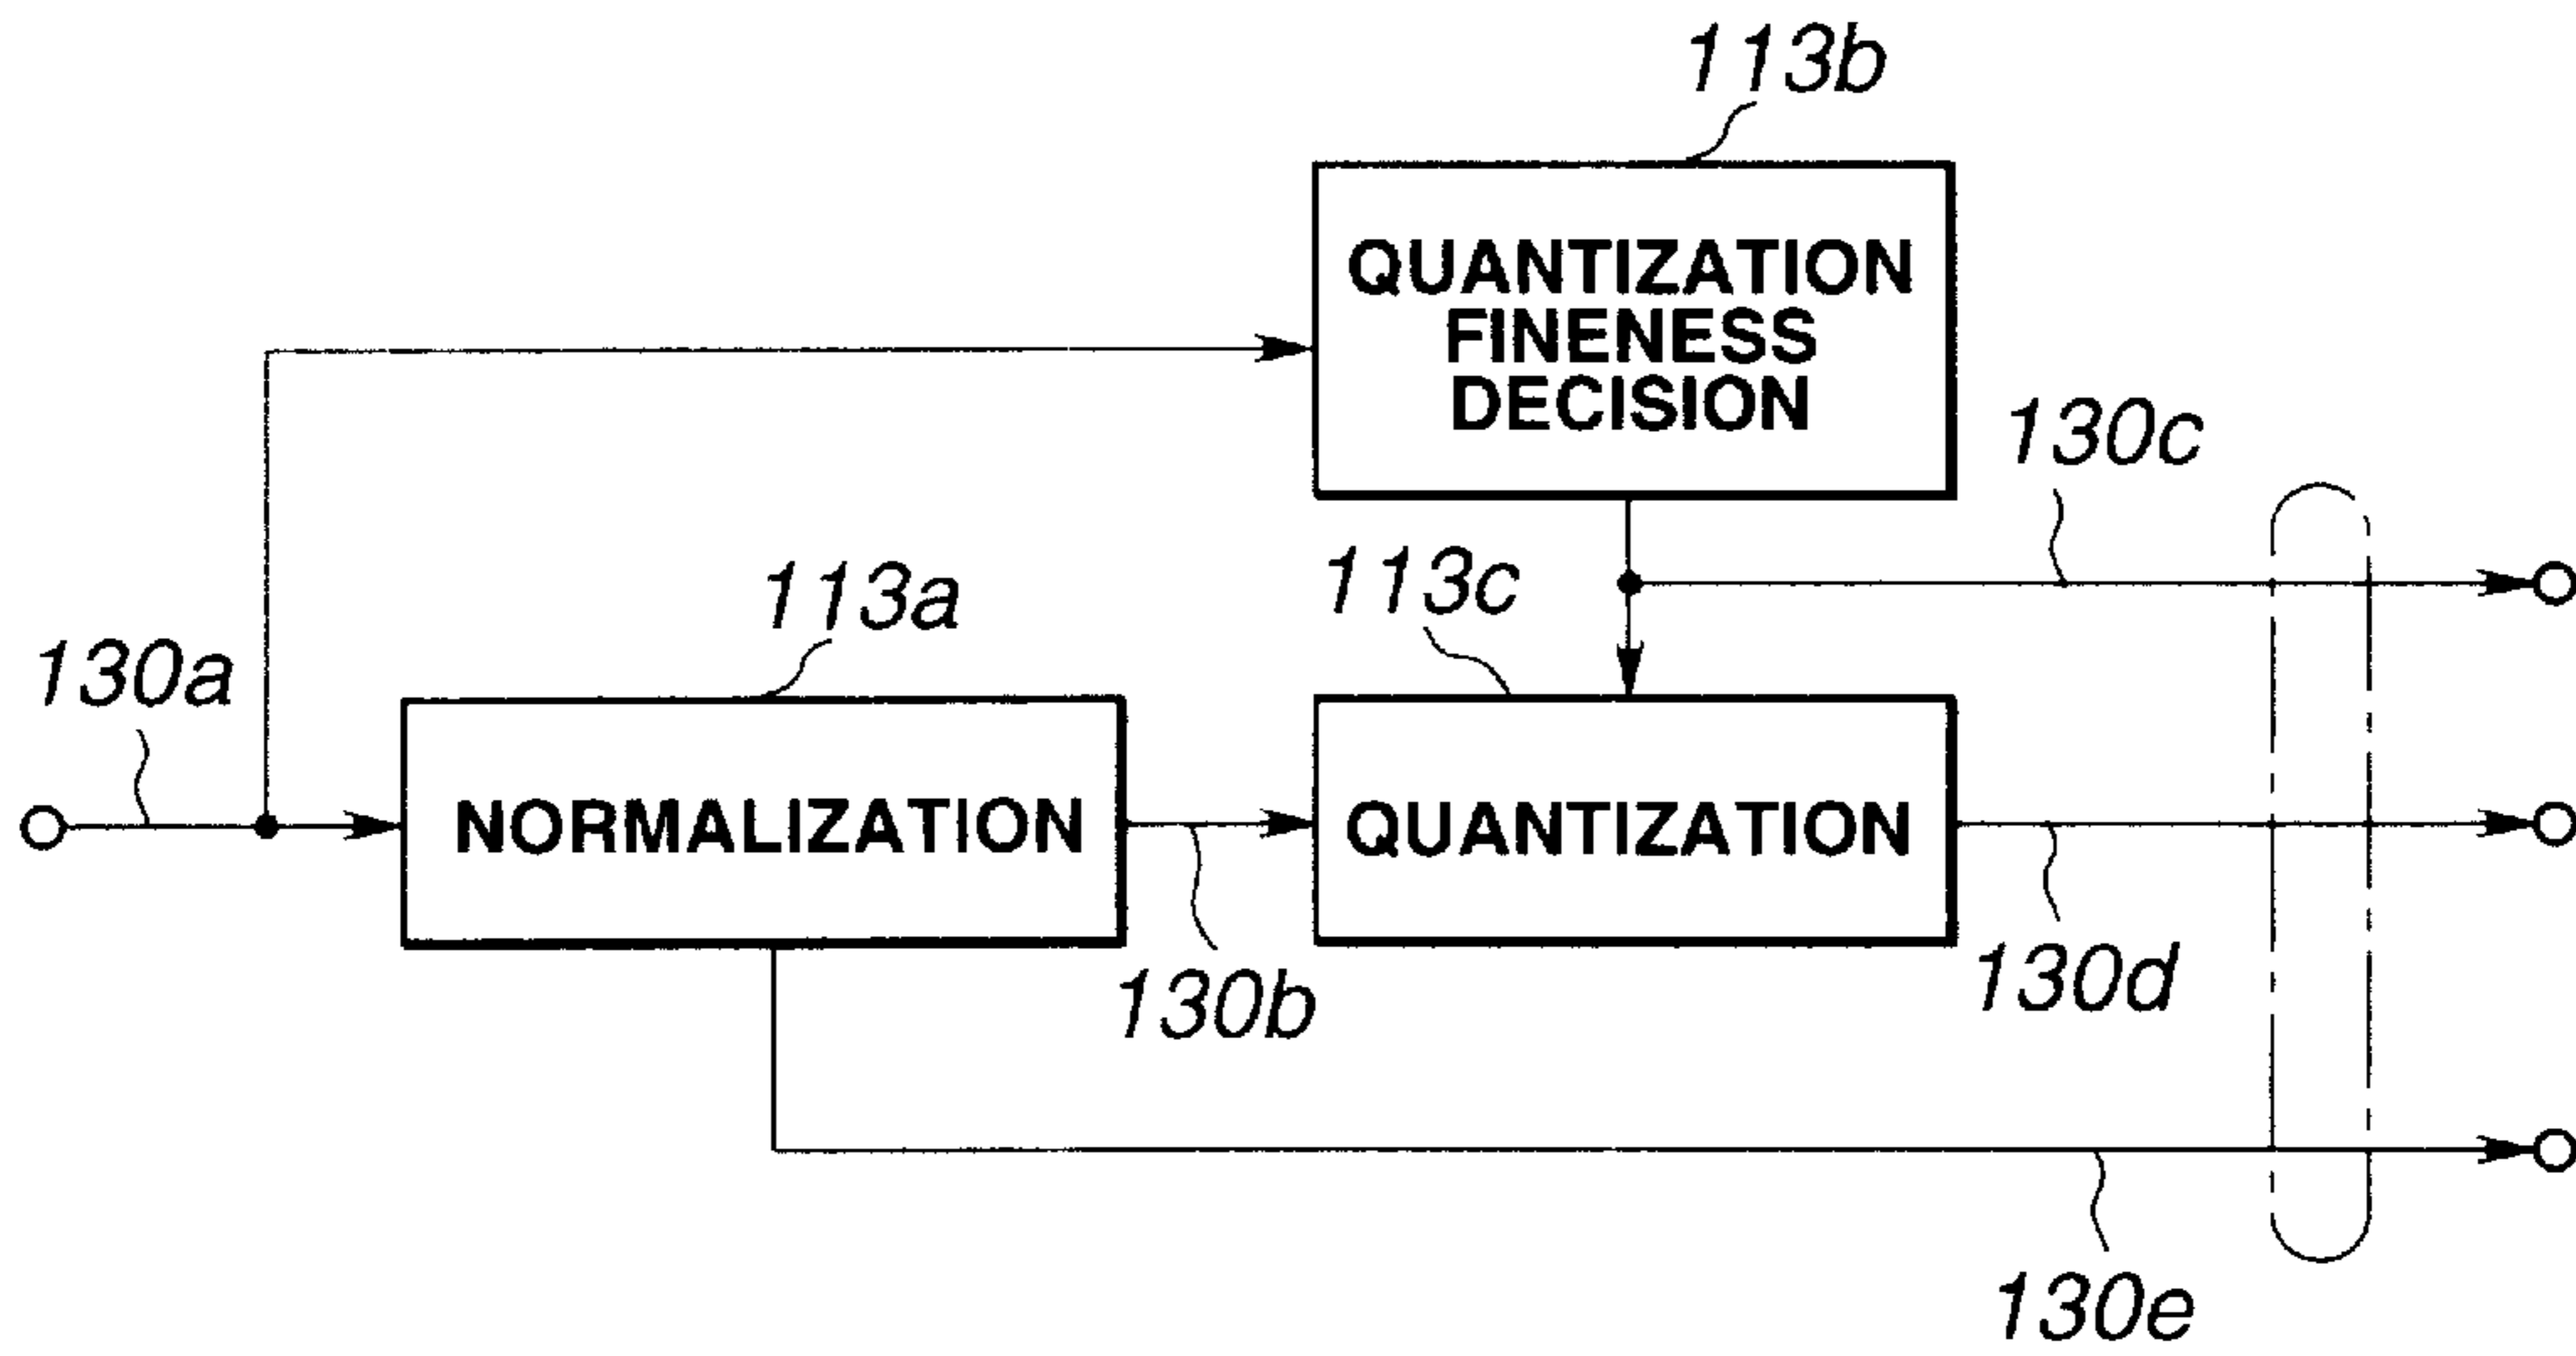 113b
QUANTIZATION
FINENESS
DECISION
130c
113a
113c
130a
NORMALIZATION
QUANTIZATION
130b
130d
130e